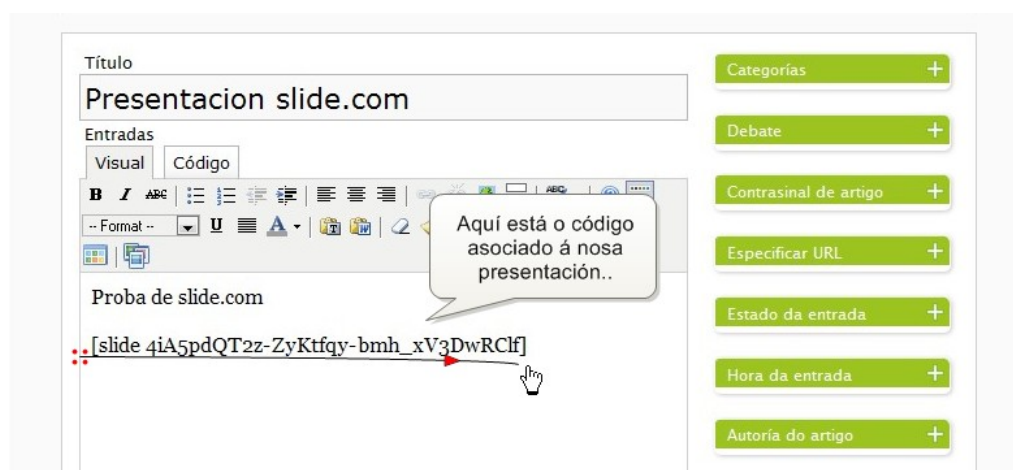 Título
Presentacion slide.com
Entradas
Visual Código
B I ABC ABC
-- Format -- U A
Aquí está o código
asociado á nosa
presentación..
Proba de slide.com
[slide 4iA5pdQT2z-ZyKtfqy-bmh_xV3DwRClf]
Categorías
Debate
Contrasinal de artigo
Especificar URL
Estado da entrada
Hora da entrada
Autoría do artigo